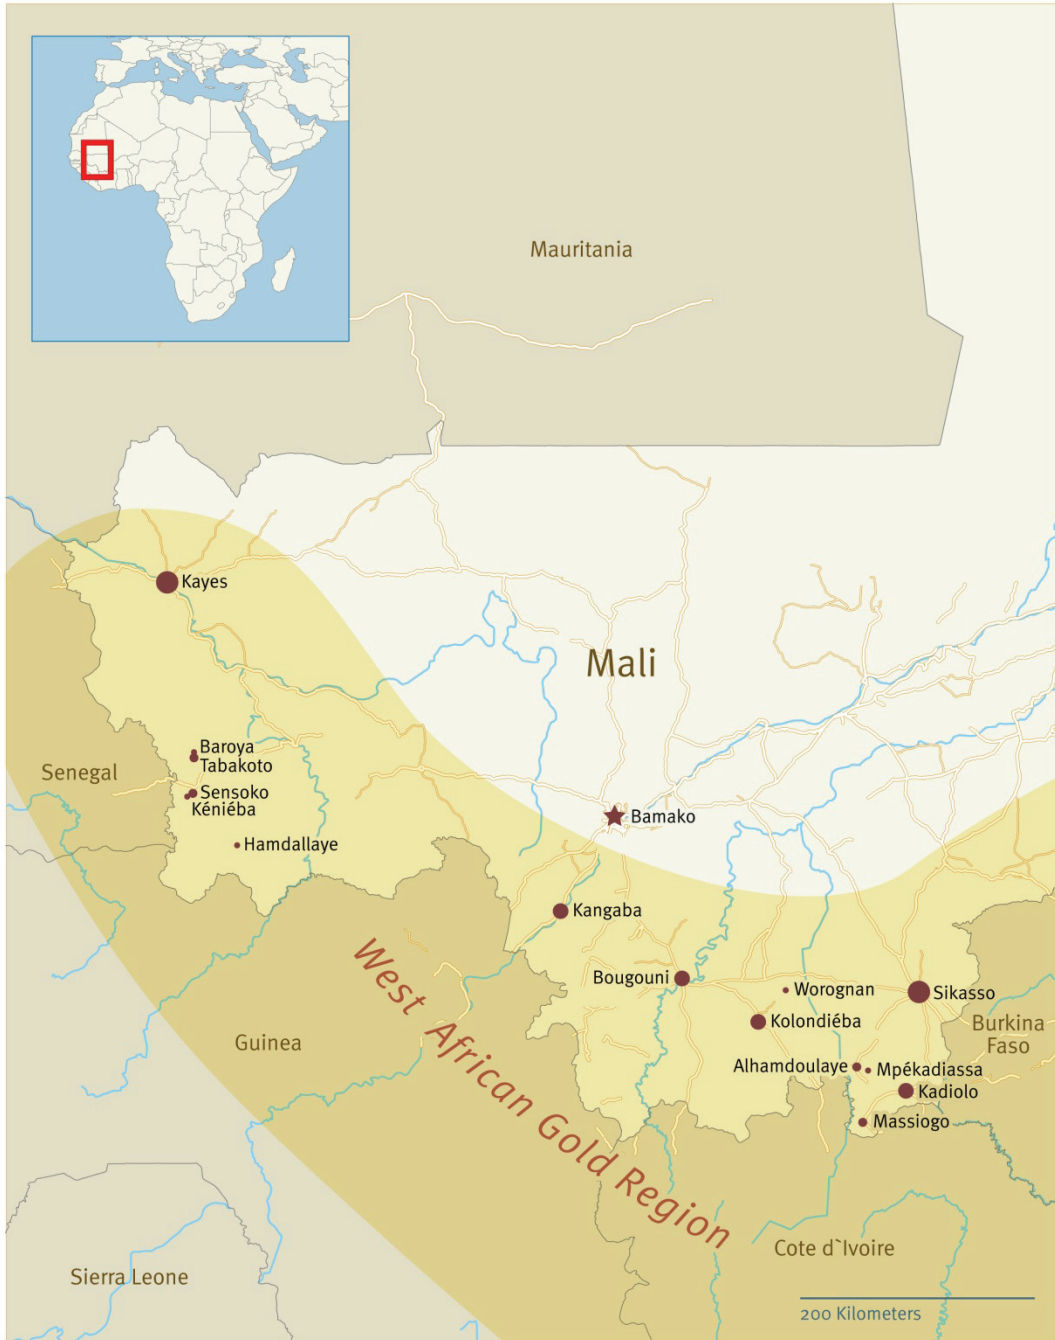 Mauritania
Kayes
Mali
Baroya
Tabakoto
Senegal
Sensoko
Kéniéba
Bamako
Hamdallaye
Kangaba
West African Gold Region
Bougouni
Worognan
Sikasso
Kolondiéba
Burkina
Faso
Guinea
Alhamdoulaye
Mpékadiassa
Kadiolo
Massiogo
Cote d`Ivoire
Sierra Leone
200 Kilometers